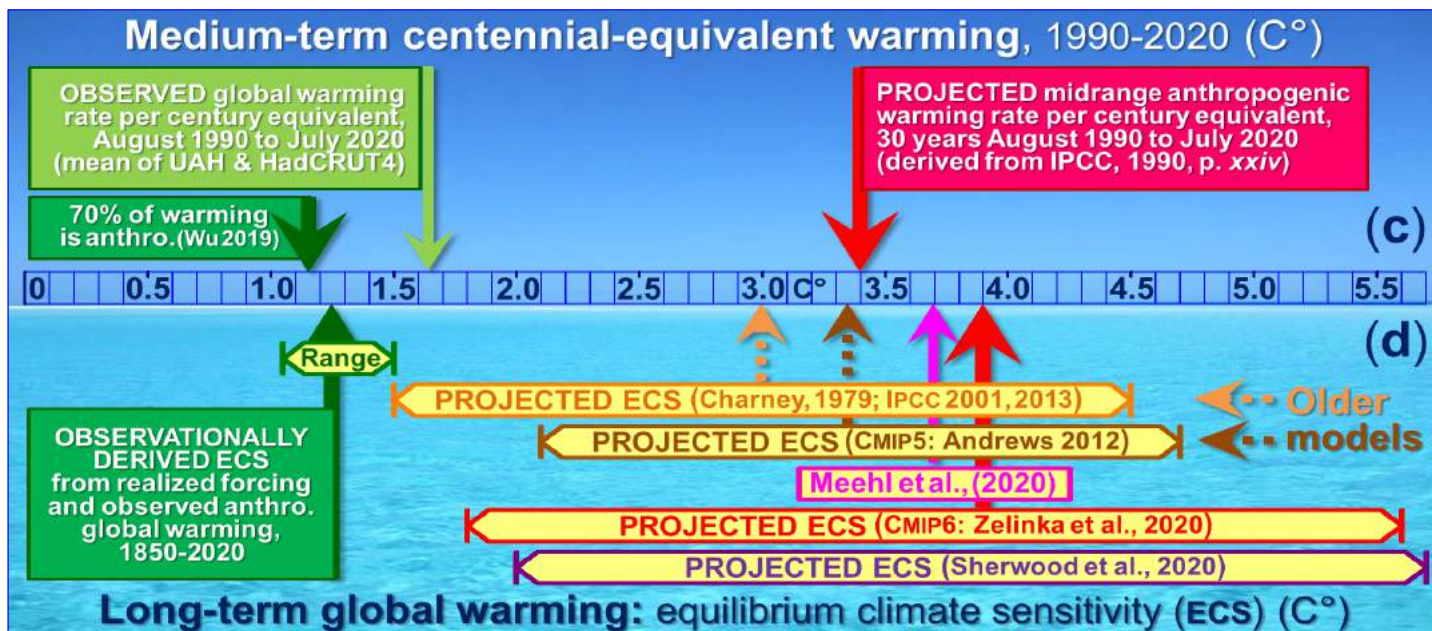 Medium-term centennial-equivalent warming, 1990-2020 (C°)
OBSERVED global warming
rate per century equivalent,
August 1990 to July 2020
(mean of UAH & HadCRUT4)
70% of warming
is anthro.(Wu 2019)
PROJECTED midrange anthropogenic
warming rate per century equivalent,
30 years August 1990 to July 2020
(derived from IPCC, 1990, p. xxiv)
(c)
0 0.5 1.0 1.5 2.0 2.5 3.0 C° 3.5 4.0 4.5 5.0 5.5
(d)
Range
PROJECTED ECS (Charney, 1979; IPCC 2001, 2013)
Older
models
PROJECTED ECS (CMIP5: Andrews 2012)
Meehl et al., (2020)
PROJECTED ECS (CMIP6: Zelinka et al., 2020)
PROJECTED ECS (Sherwood et al., 2020)
OBSERVATIONALLY
DERIVED ECS
from realized forcing
and observed anthro.
global warming,
1850-2020
Long-term global warming: equilibrium climate sensitivity (ECS) (C°)